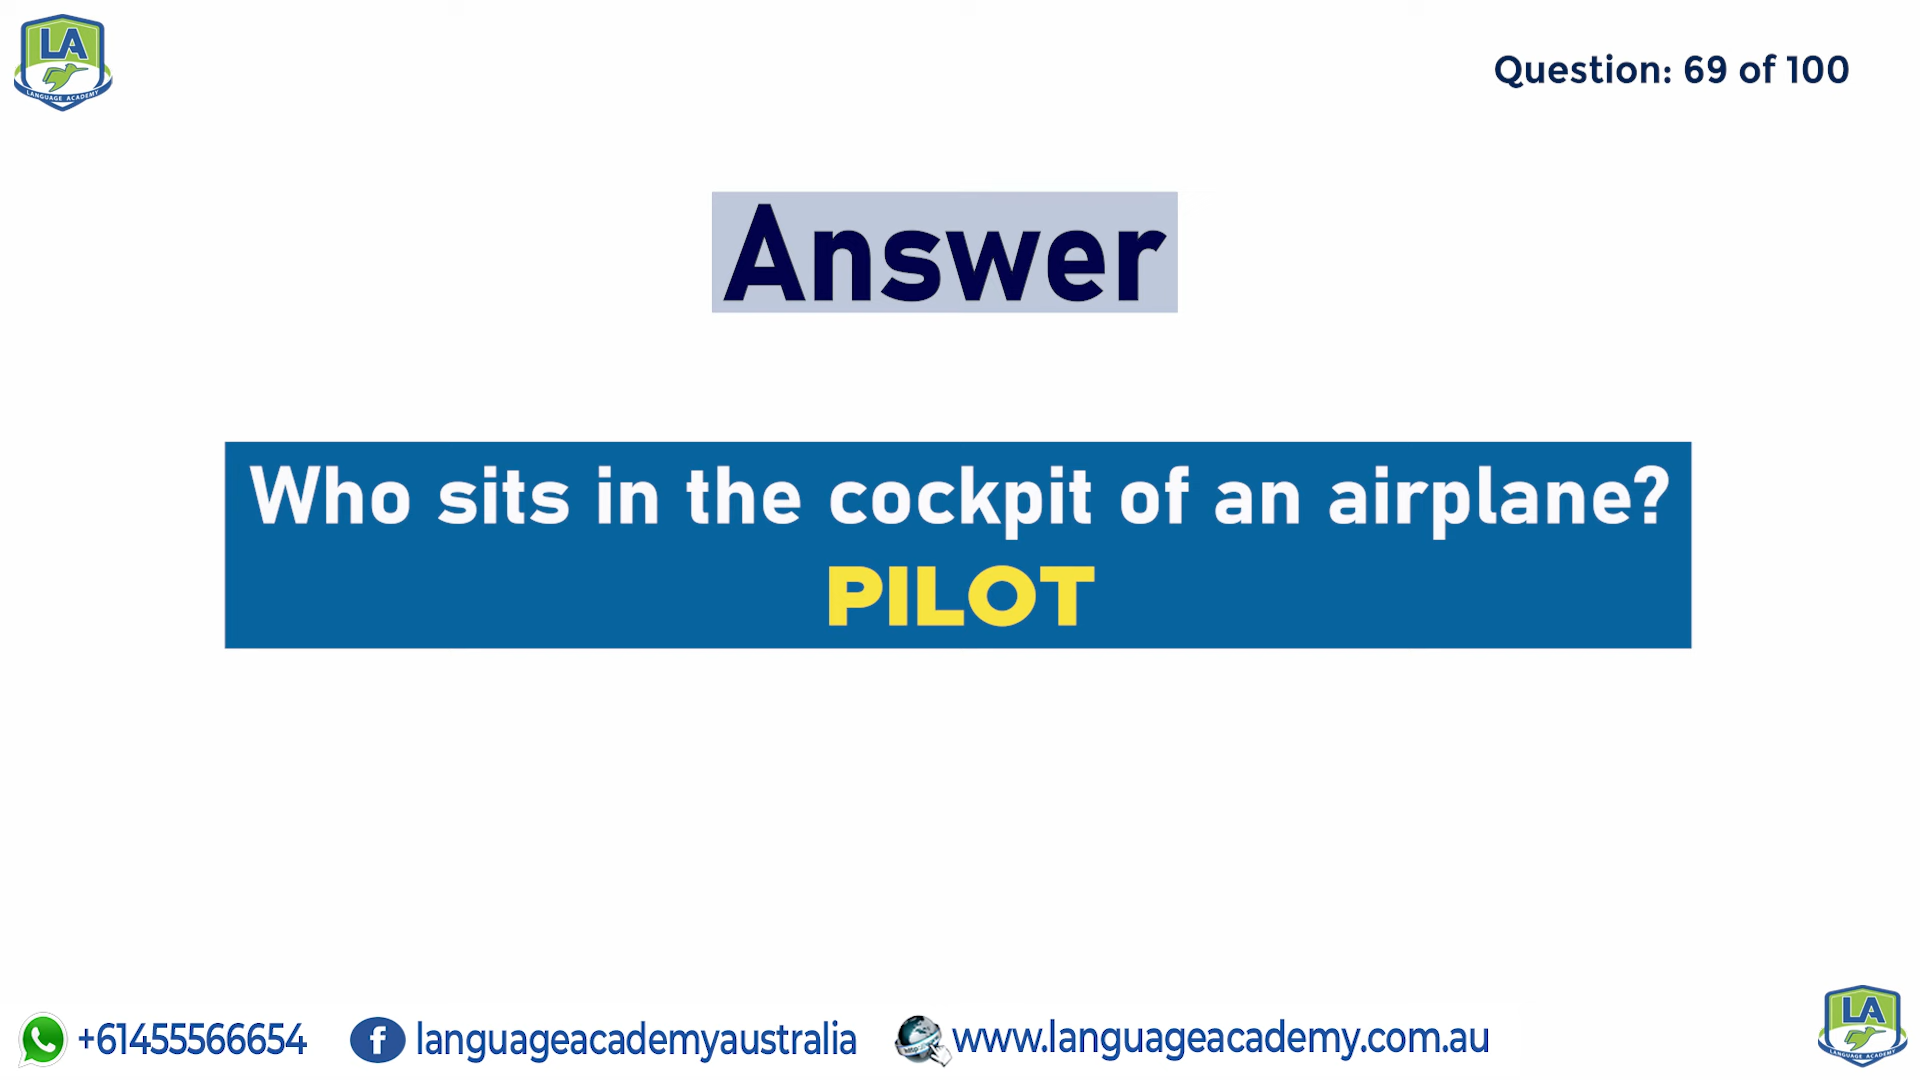 LA
LANGUAGE ACADEMY
Question: 69 of 100
Answer
Who sits in the cockpit of an airplane?
PILOT
+61455566654
f languageacademyaustralia
http
www.languageacademy.com.au
LA
LANGUAGE ACADEMY